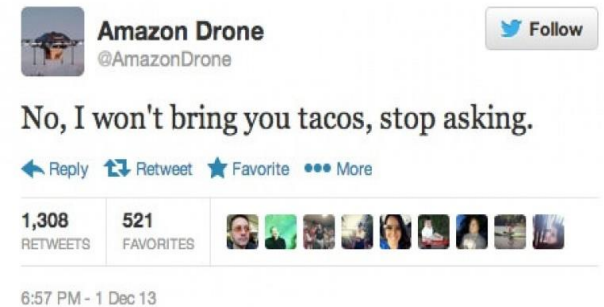 Amazon Drone
@AmazonDrone
Follow
No, I won't bring you tacos, stop asking.
Reply Retweet Favorite More
1,308 521
RETWEETS FAVORITES
6:57 PM - 1 Dec 13